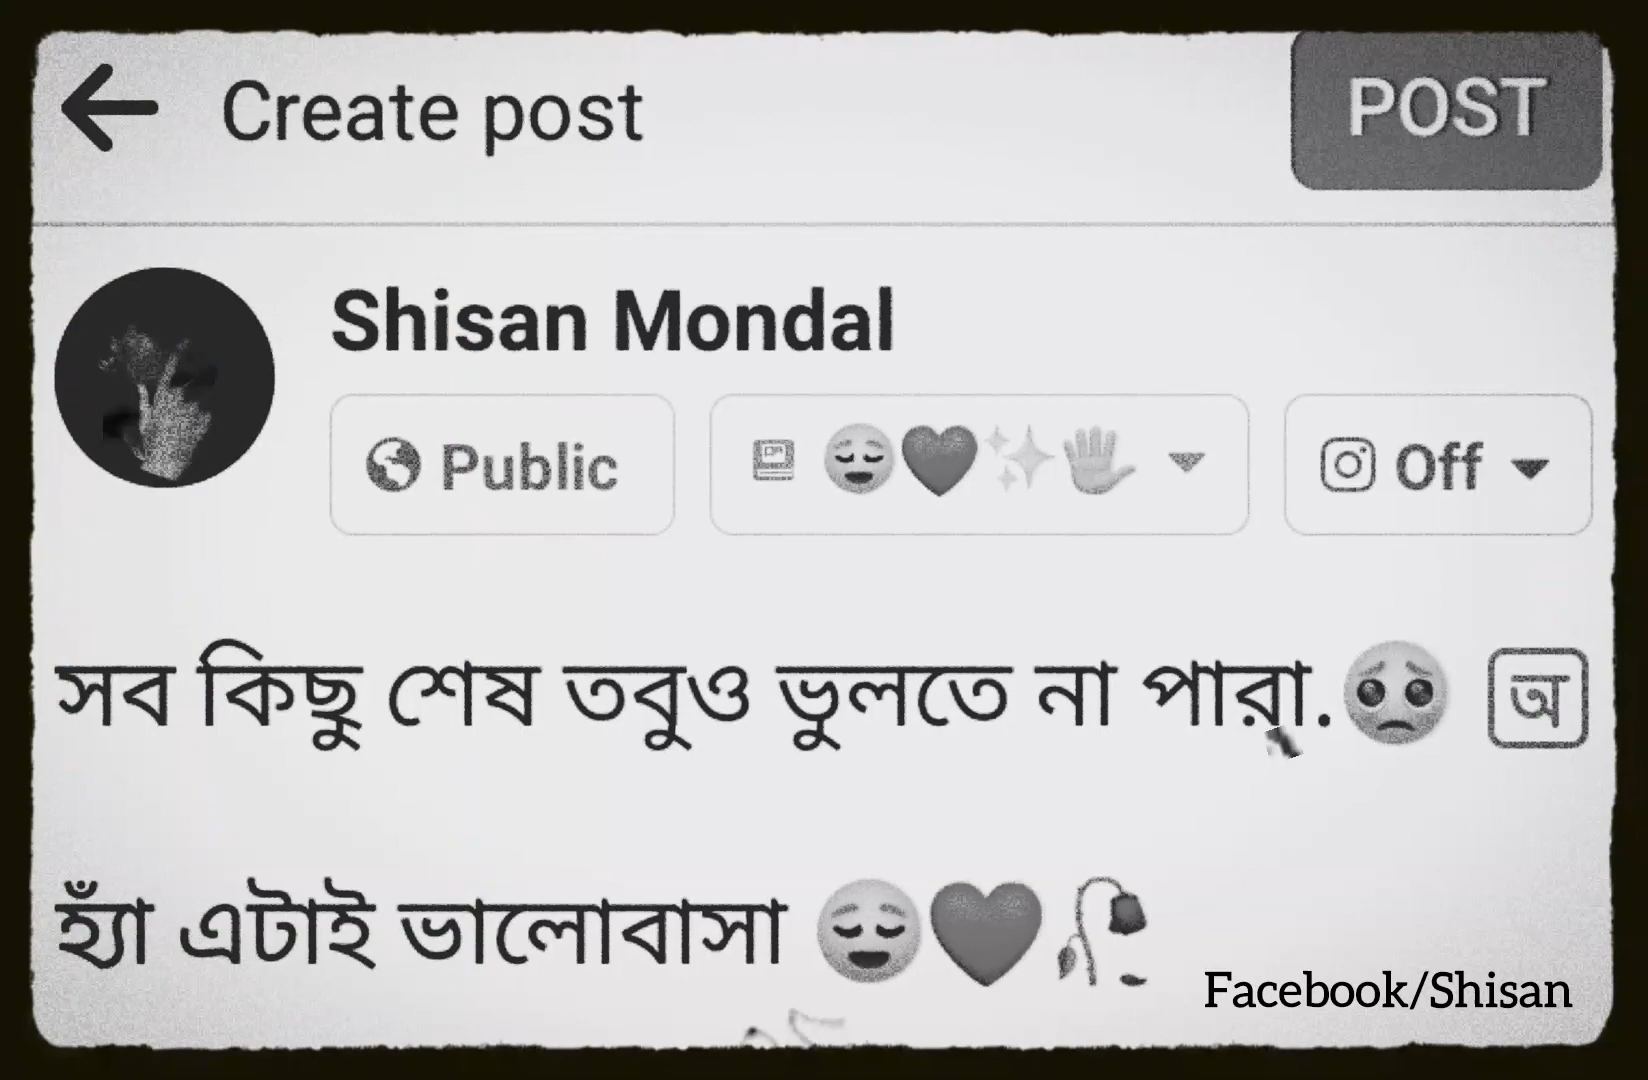 Create post
POST
Shisan Mondal
Public
😌❤✨🖐
Off
সব কিছু শেষ তবুও ভুলতে না পারা.🥺
অ
হ্যাঁ এটাই ভালোবাসা 😌❤🥀
Facebook/Shisan